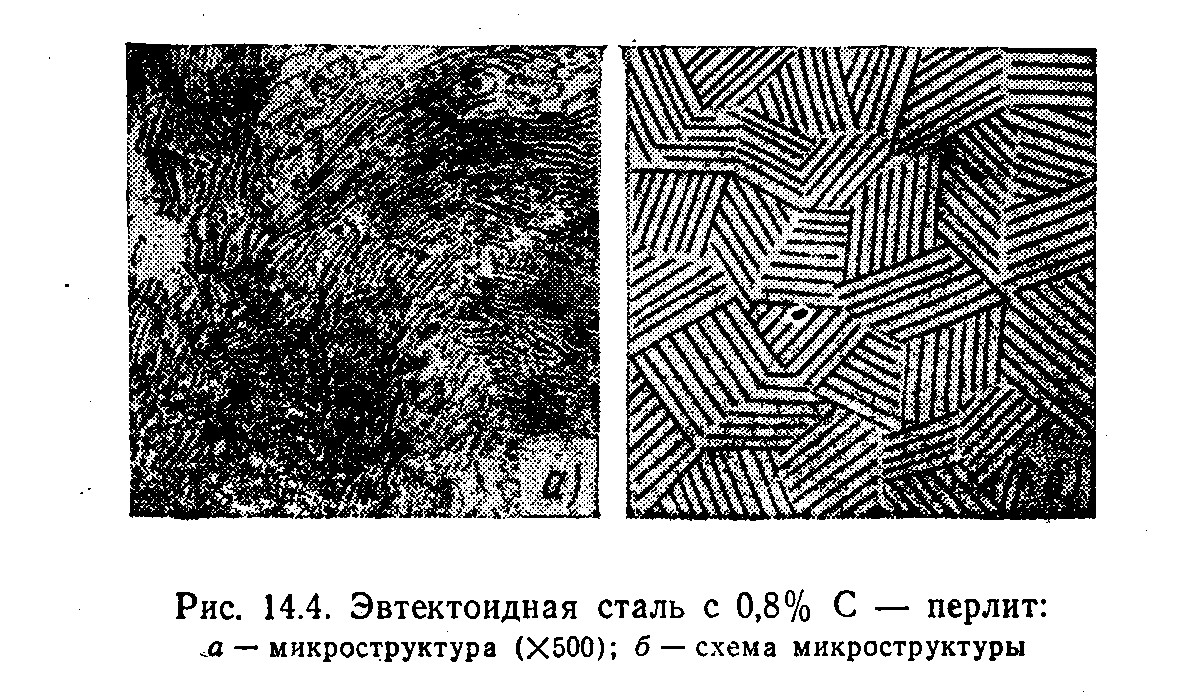 а)
Рис. 14.4. Эвтектоидная сталь с 0,8% С — перлит:
а — микроструктура (×500); б — схема микроструктуры